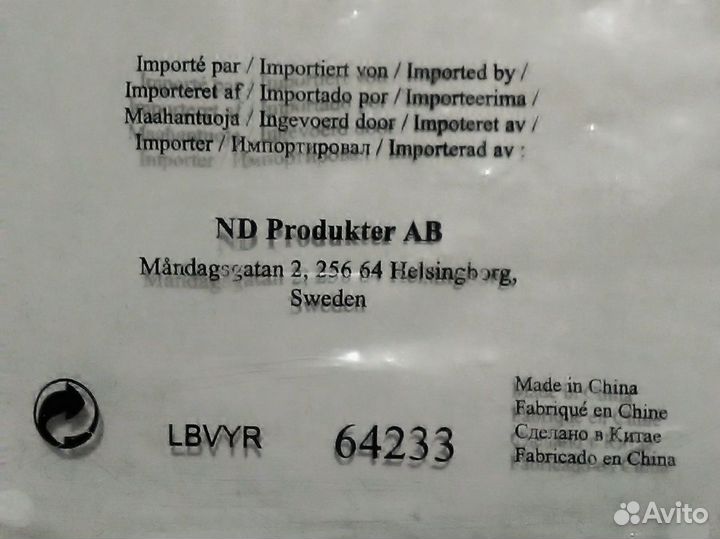 Importé par / Importiert von / Imported by /
Importeret af / Importado por / Importeerima /
Maahantuoja / Ingevoerd door / Impoteret av /
Importer / Импортировал / Importerad av :
ND Produkter AB
Måndagsgatan 2, 256 64 Helsingborg,
Sweden
LBVYR
64233
Made in China
Fabriqué en Chine
Сделано в Китае
Fabricado en China
Avito